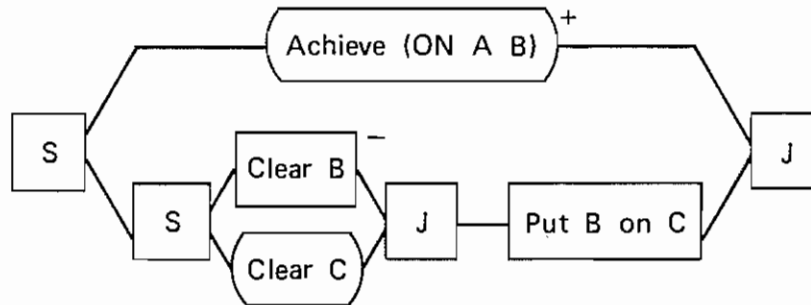 Achieve (ON A B)
+
S
Clear B
−
J
S
J
Put B on C
Clear C